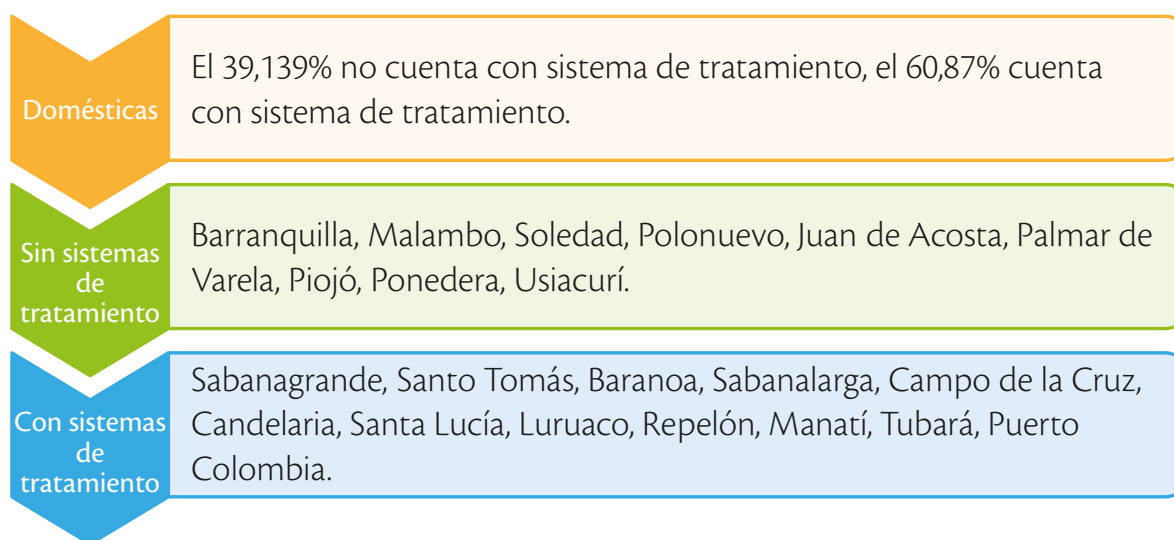 Domésticas
El 39,139% no cuenta con sistema de tratamiento, el 60,87% cuenta
con sistema de tratamiento.
Sin sistemas
de
tratamiento
Barranquilla, Malambo, Soledad, Polonuevo, Juan de Acosta, Palmar de
Varela, Piojó, Ponedera, Usiacurí.
Con sistemas
de
tratamiento
Sabanagrande, Santo Tomás, Baranoa, Sabanalarga, Campo de la Cruz,
Candelaria, Santa Lucía, Luruaco, Repelón, Manatí, Tubará, Puerto
Colombia.